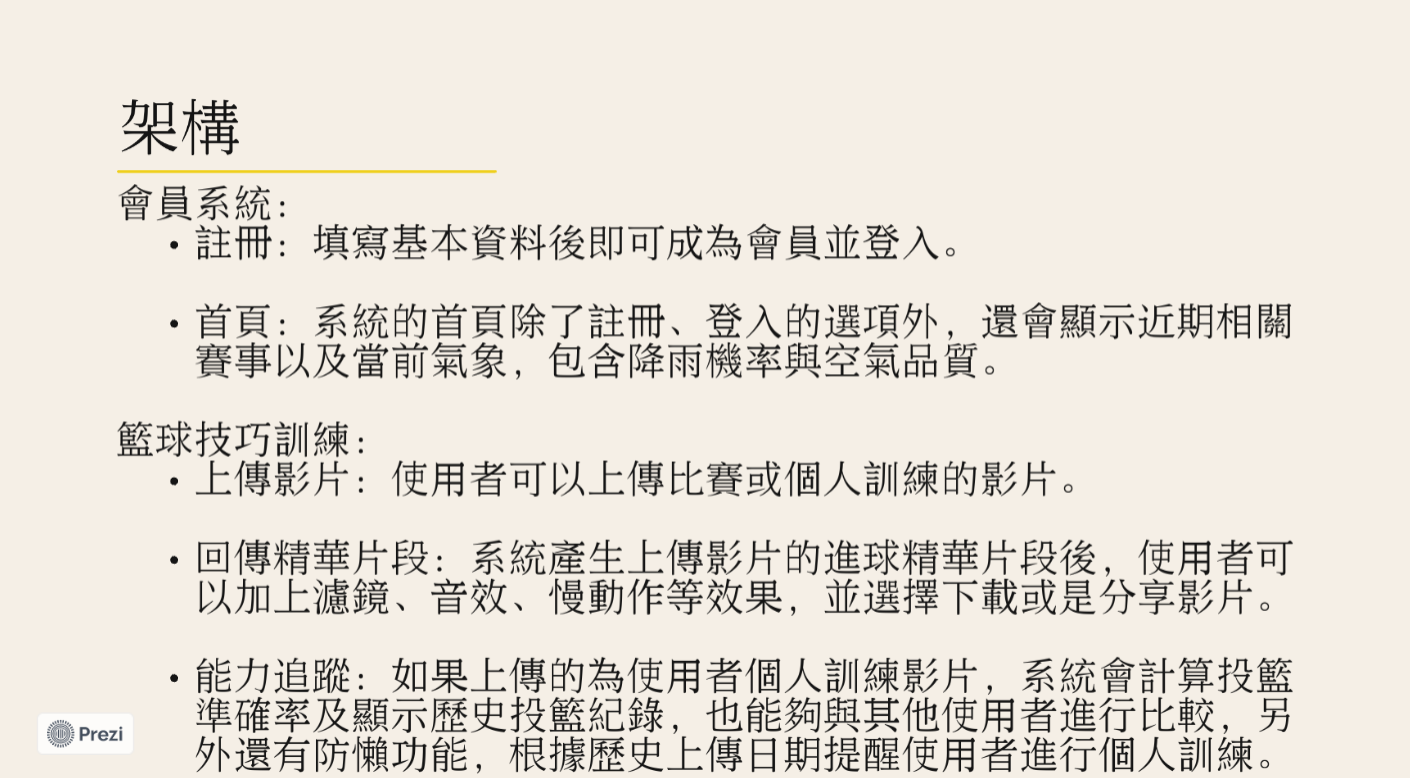 架構
會員系統：
• 註冊：填寫基本資料後即可成為會員並登入。
• 首頁：系統的首頁除了註冊、登入的選項外，還會顯示近期相關
賽事以及當前氣象，包含降雨機率與空氣品質。
籃球技巧訓練：
• 上傳影片：使用者可以上傳比賽或個人訓練的影片。
• 回傳精華片段：系統產生上傳影片的進球精華片段後，使用者可
以加上濾鏡、音效、慢動作等效果，並選擇下載或是分享影片。
• 能力追蹤：如果上傳的為使用者個人訓練影片，系統會計算投籃
準確率及顯示歷史投籃紀錄，也能夠與其他使用者進行比較，另
外還有防懶功能，根據歷史上傳日期提醒使用者進行個人訓練。
Prezi